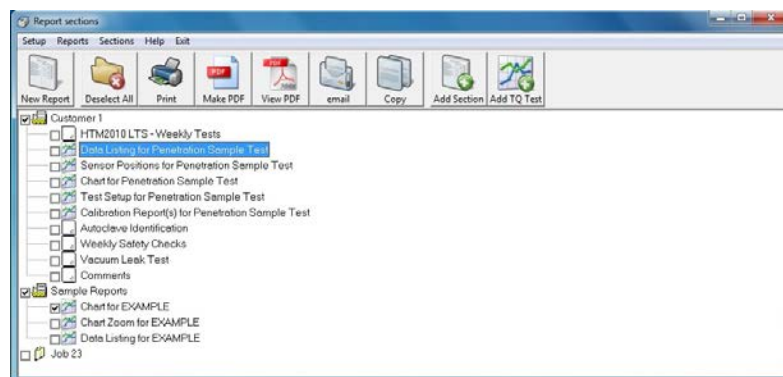 Report sections
Setup Reports Sections Help Exit
New Report Deselect All Print Make PDF View PDF email Copy Add Section Add TQ Test
Customer 1
HTM2010 LTS - Weekly Tests
Data Listing for Penetration Sample Test
Sensor Positions for Penetration Sample Test
Chart for Penetration Sample Test
Test Setup for Penetration Sample Test
Calibration Report(s) for Penetration Sample Test
Autoclave Identification
Weekly Safety Checks
Vacuum Leak Test
Comments
Sample Reports
Chart for EXAMPLE
Chart Zoom for EXAMPLE
Data Listing for EXAMPLE
Job 23